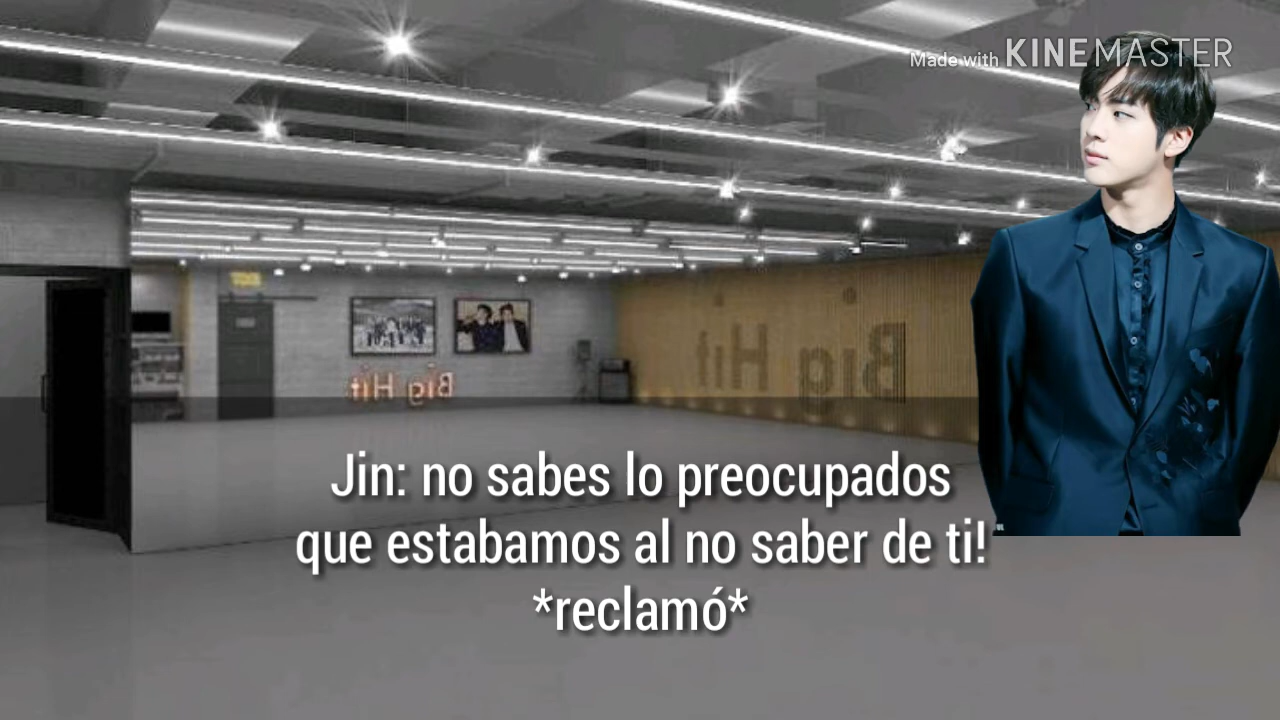 Made with KINEMASTER
Big Hit
Big Hit
Jin: no sabes lo preocupados
que estabamos al no saber de ti!
*reclamó*